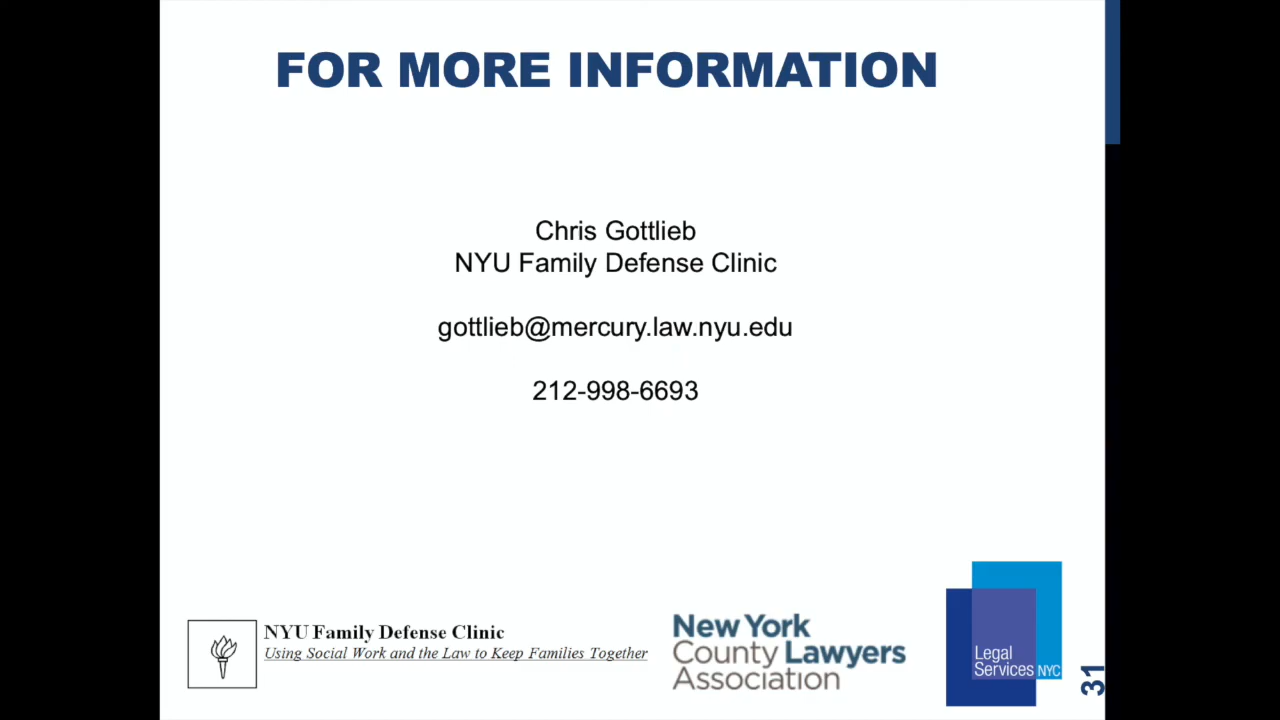 FOR MORE INFORMATION
Chris Gottlieb
NYU Family Defense Clinic
gottlieb@mercury.law.nyu.edu
212-998-6693
NYU Family Defense Clinic
Using Social Work and the Law to Keep Families Together
New York
County Lawyers
Association
Legal
Services NYC
31